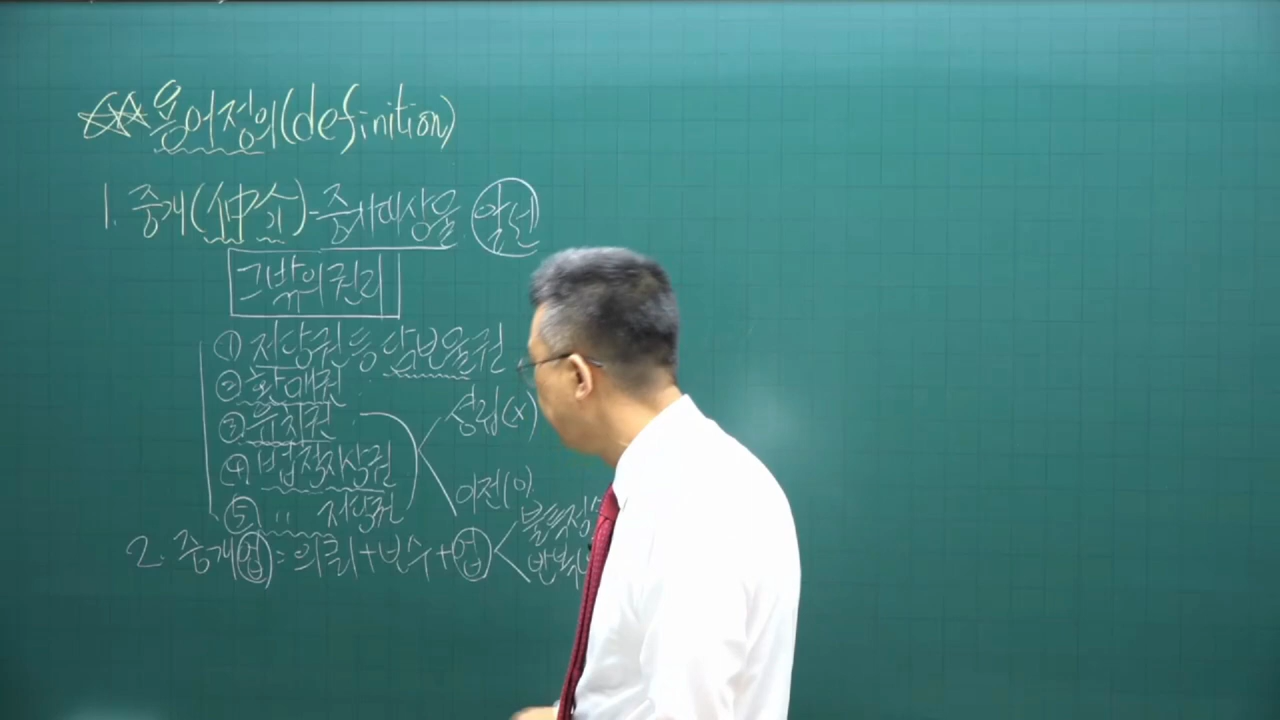 ☆☆용어정의(definition)
1. 중개(仲介)-중개대상물 알선
그밖의 권리
① 저당권 등 담보물권
② 환매권
③ 유치권
성립(x)
④ 법정지상권
⑤ 〃 저당권
이전(o)
불특정
2. 중개업=의뢰+보수+업
반복